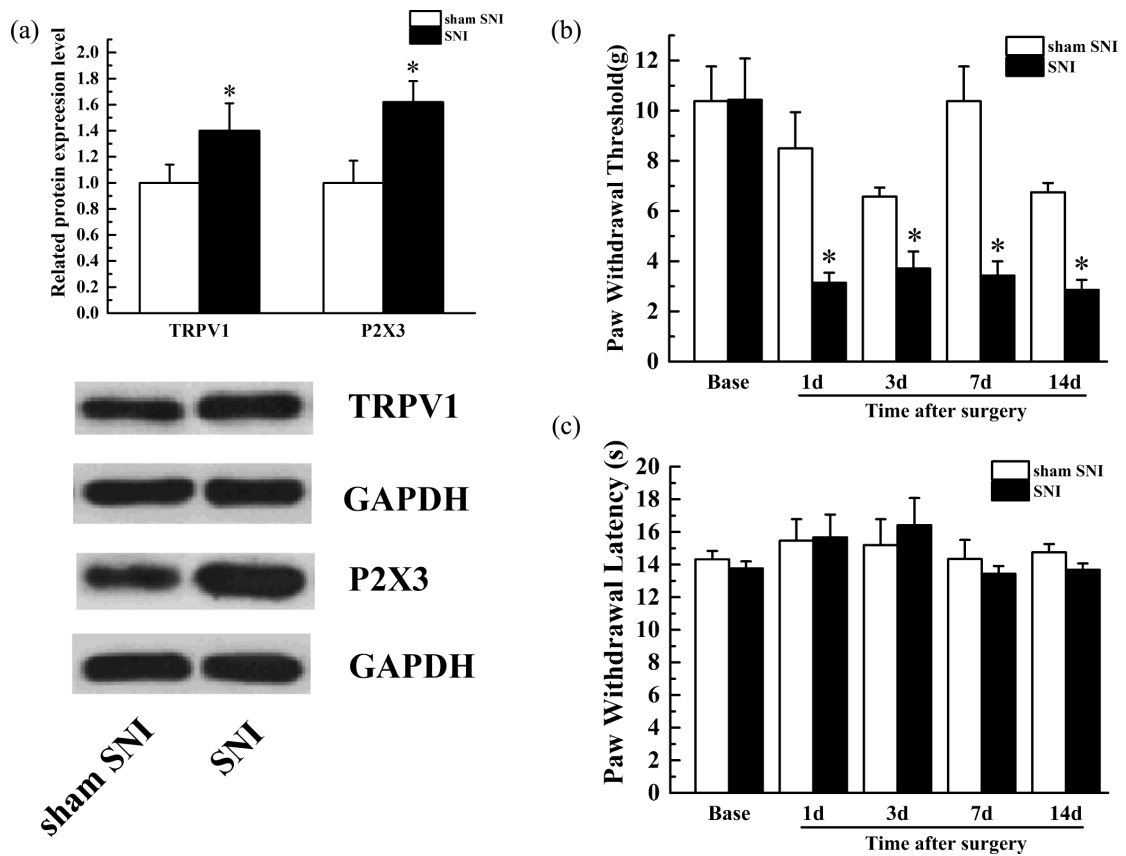 (a)
sham SNI
SNI
Related protein expreesion level
2.0
1.8
1.6
1.4
1.2
1.0
0.8
0.6
0.4
0.2
0.0
* *
TRPV1 P2X3
TRPV1
GAPDH
P2X3
GAPDH
sham SNI SNI
(b)
sham SNI
SNI
Paw Withdrawal Threshold(g)
12
10
8
6
4
2
0
* * * *
Base 1d 3d 7d 14d
Time after surgery
(c)
sham SNI
SNI
Paw Withdrawal Latency (s)
20
18
16
14
12
10
8
6
4
2
0
Base 1d 3d 7d 14d
Time after surgery